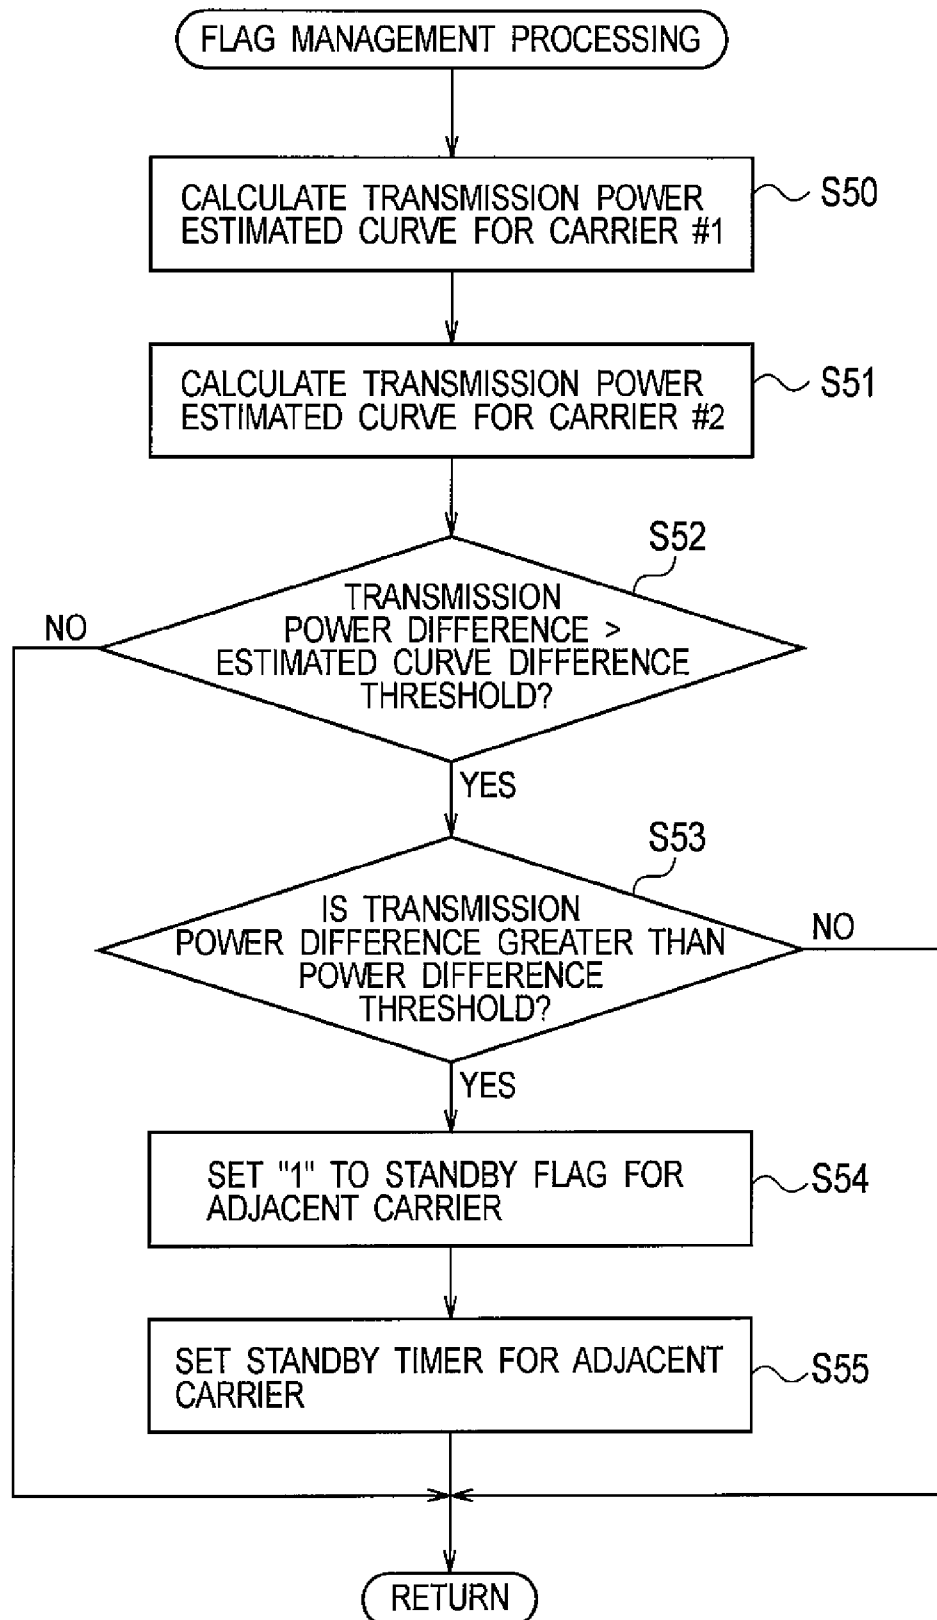 FLAG MANAGEMENT PROCESSING
CALCULATE TRANSMISSION POWER
ESTIMATED CURVE FOR CARRIER #1
S50
CALCULATE TRANSMISSION POWER
ESTIMATED CURVE FOR CARRIER #2
S51
S52
TRANSMISSION
POWER DIFFERENCE >
ESTIMATED CURVE DIFFERENCE
THRESHOLD?
NO
YES
S53
IS TRANSMISSION
POWER DIFFERENCE GREATER THAN
POWER DIFFERENCE
THRESHOLD?
NO
YES
SET "1" TO STANDBY FLAG FOR
ADJACENT CARRIER
S54
SET STANDBY TIMER FOR ADJACENT
CARRIER
S55
RETURN